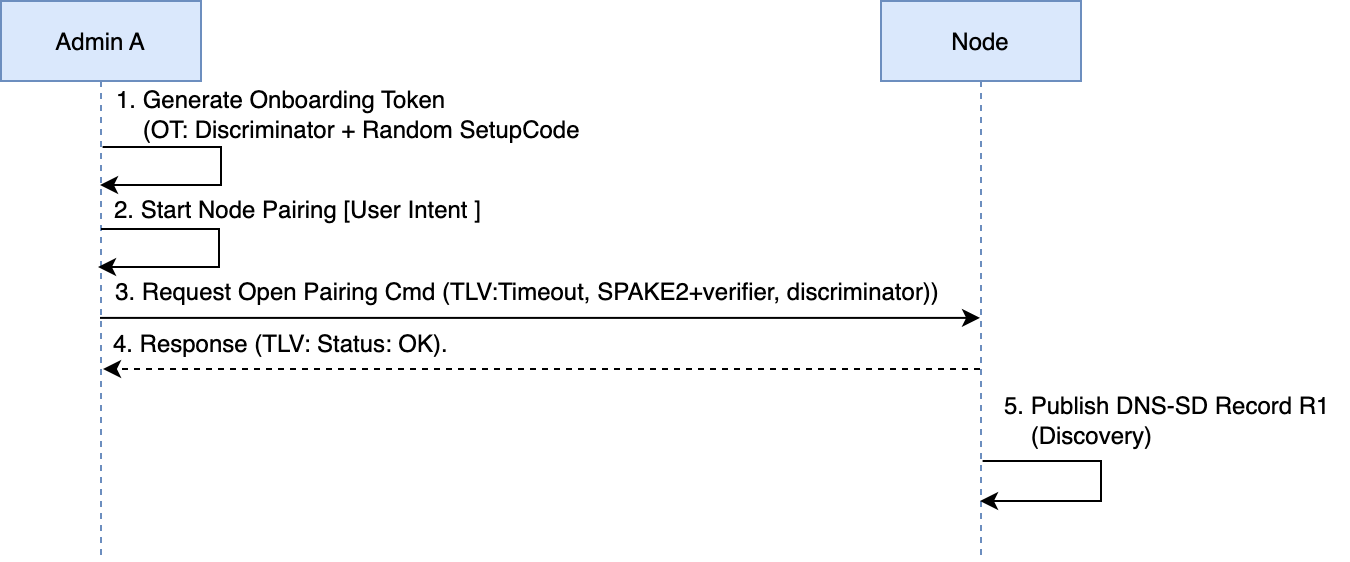 Admin A
Node
1. Generate Onboarding Token
(OT: Discriminator + Random SetupCode
2. Start Node Pairing [User Intent ]
3. Request Open Pairing Cmd (TLV:Timeout, SPAKE2+verifier, discriminator))
4. Response (TLV: Status: OK).
5. Publish DNS-SD Record R1
(Discovery)